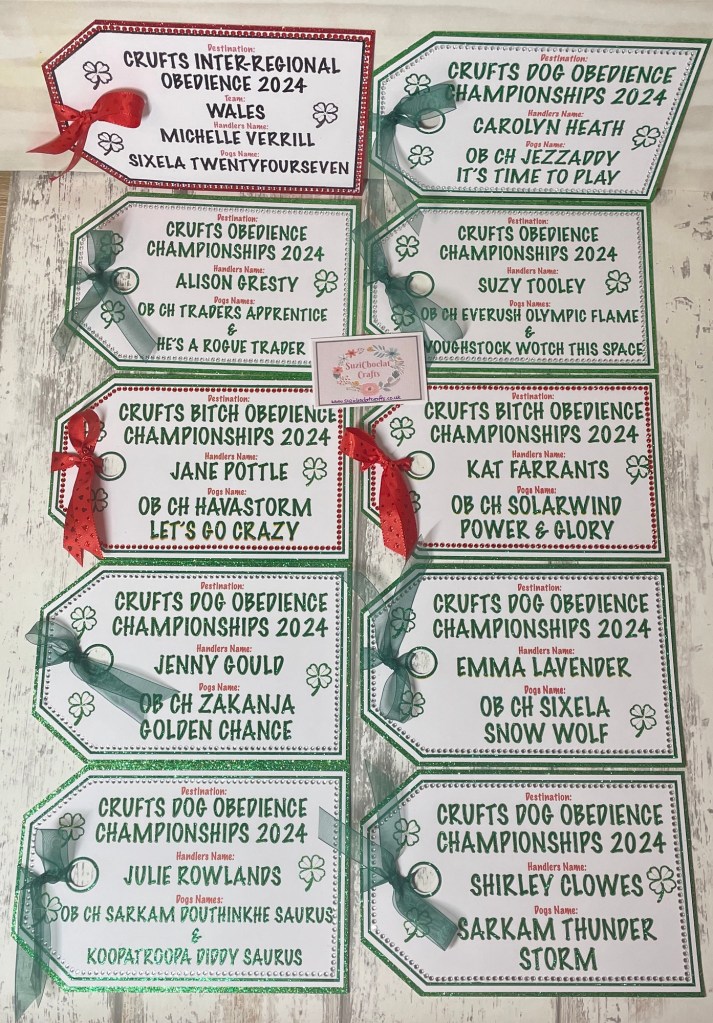 Destination:
CRUFTS INTER-REGIONAL
OBEDIENCE 2024
Team:
WALES
Handlers Name:
MICHELLE VERRILL
Dogs Name:
SIXELA TWENTYFOURSEVEN
Destination:
CRUFTS DOG OBEDIENCE
CHAMPIONSHIPS 2024
Handlers Name:
CAROLYN HEATH
Dogs Name:
OB CH JEZZADDY
IT'S TIME TO PLAY
Destination:
CRUFTS OBEDIENCE
CHAMPIONSHIPS 2024
Handlers Name:
ALISON GRESTY
Dogs Names:
OB CH TRADERS APPRENTICE
&
HE'S A ROGUE TRADER
Destination:
CRUFTS OBEDIENCE
CHAMPIONSHIPS 2024
Handlers Name:
SUZY TOOLEY
Dogs Names:
OB CH EVERUSH OLYMPIC FLAME
&
WOUGHSTOCK WOTCH THIS SPACE
SuziChoclat
Crafts
CRUFTS BITCH OBEDIENCE
CHAMPIONSHIPS 2024
Handlers Name:
JANE POTTLE
Dogs Name:
OB CH HAVASTORM
LET'S GO CRAZY
CRUFTS BITCH OBEDIENCE
CHAMPIONSHIPS 2024
Handlers Name:
KAT FARRANTS
Dogs Name:
OB CH SOLARWIND
POWER & GLORY
Destination:
CRUFTS DOG OBEDIENCE
CHAMPIONSHIPS 2024
Handlers Name:
JENNY GOULD
Dogs Name:
OB CH ZAKANJA
GOLDEN CHANCE
Destination:
CRUFTS DOG OBEDIENCE
CHAMPIONSHIPS 2024
Handlers Name:
EMMA LAVENDER
Dogs Name:
OB CH SIXELA
SNOW WOLF
Destination:
CRUFTS DOG OBEDIENCE
CHAMPIONSHIPS 2024
Handlers Name:
JULIE ROWLANDS
Dogs Names:
OB CH SARKAM DOUTHINKHE SAURUS
&
KOOPATROOPA DIDDY SAURUS
Destination:
CRUFTS DOG OBEDIENCE
CHAMPIONSHIPS 2024
Handlers Name:
SHIRLEY CLOWES
Dogs Name:
SARKAM THUNDER
STORM